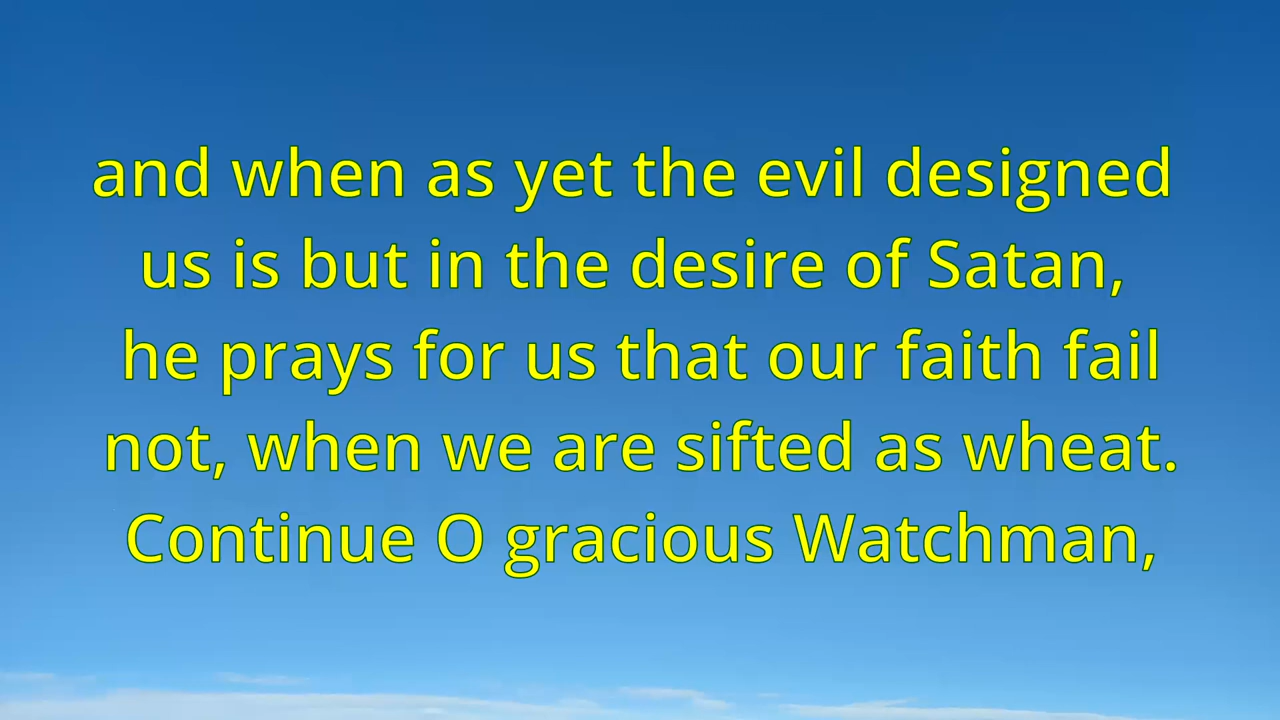 and when as yet the evil designed
us is but in the desire of Satan,
he prays for us that our faith fail
not, when we are sifted as wheat.
Continue O gracious Watchman,